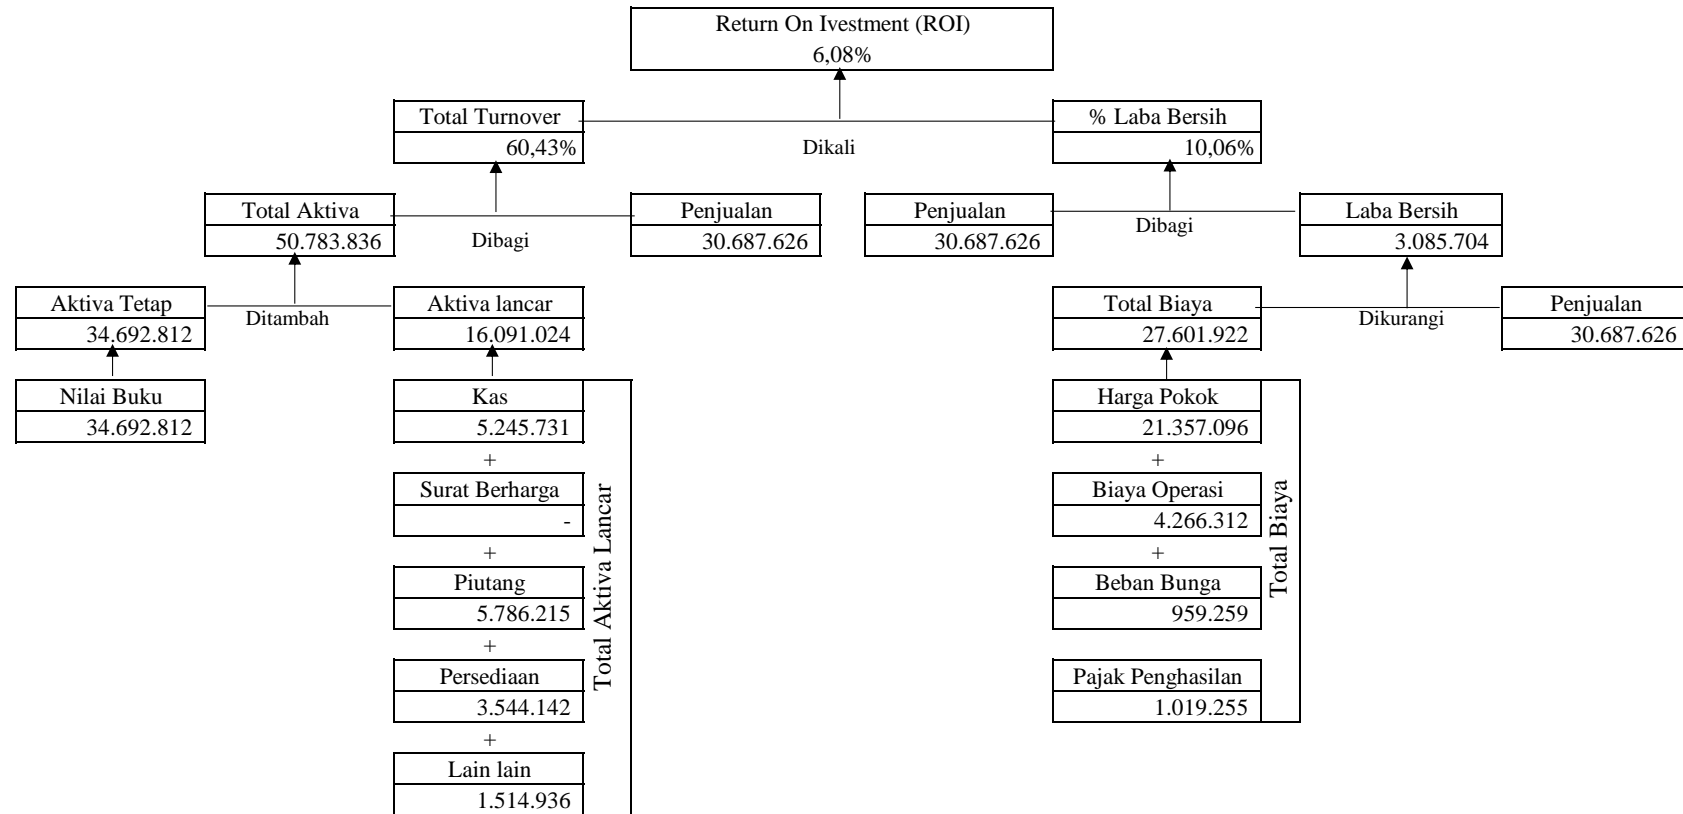 Return On Ivestment (ROI)
6,08%
Total Turnover
60,43%
Dikali
% Laba Bersih
10,06%
Total Aktiva
50.783.836
Dibagi
Penjualan
30.687.626
Penjualan
30.687.626
Dibagi
Laba Bersih
3.085.704
Aktiva Tetap
34.692.812
Ditambah
Aktiva lancar
16.091.024
Total Biaya
27.601.922
Dikurangi
Penjualan
30.687.626
Nilai Buku
34.692.812
Kas
5.245.731
+
Surat Berharga
-
+
Piutang
5.786.215
+
Persediaan
3.544.142
+
Lain lain
1.514.936
Total Aktiva Lancar
Harga Pokok
21.357.096
+
Biaya Operasi
4.266.312
+
Beban Bunga
959.259
Pajak Penghasilan
1.019.255
Total Biaya